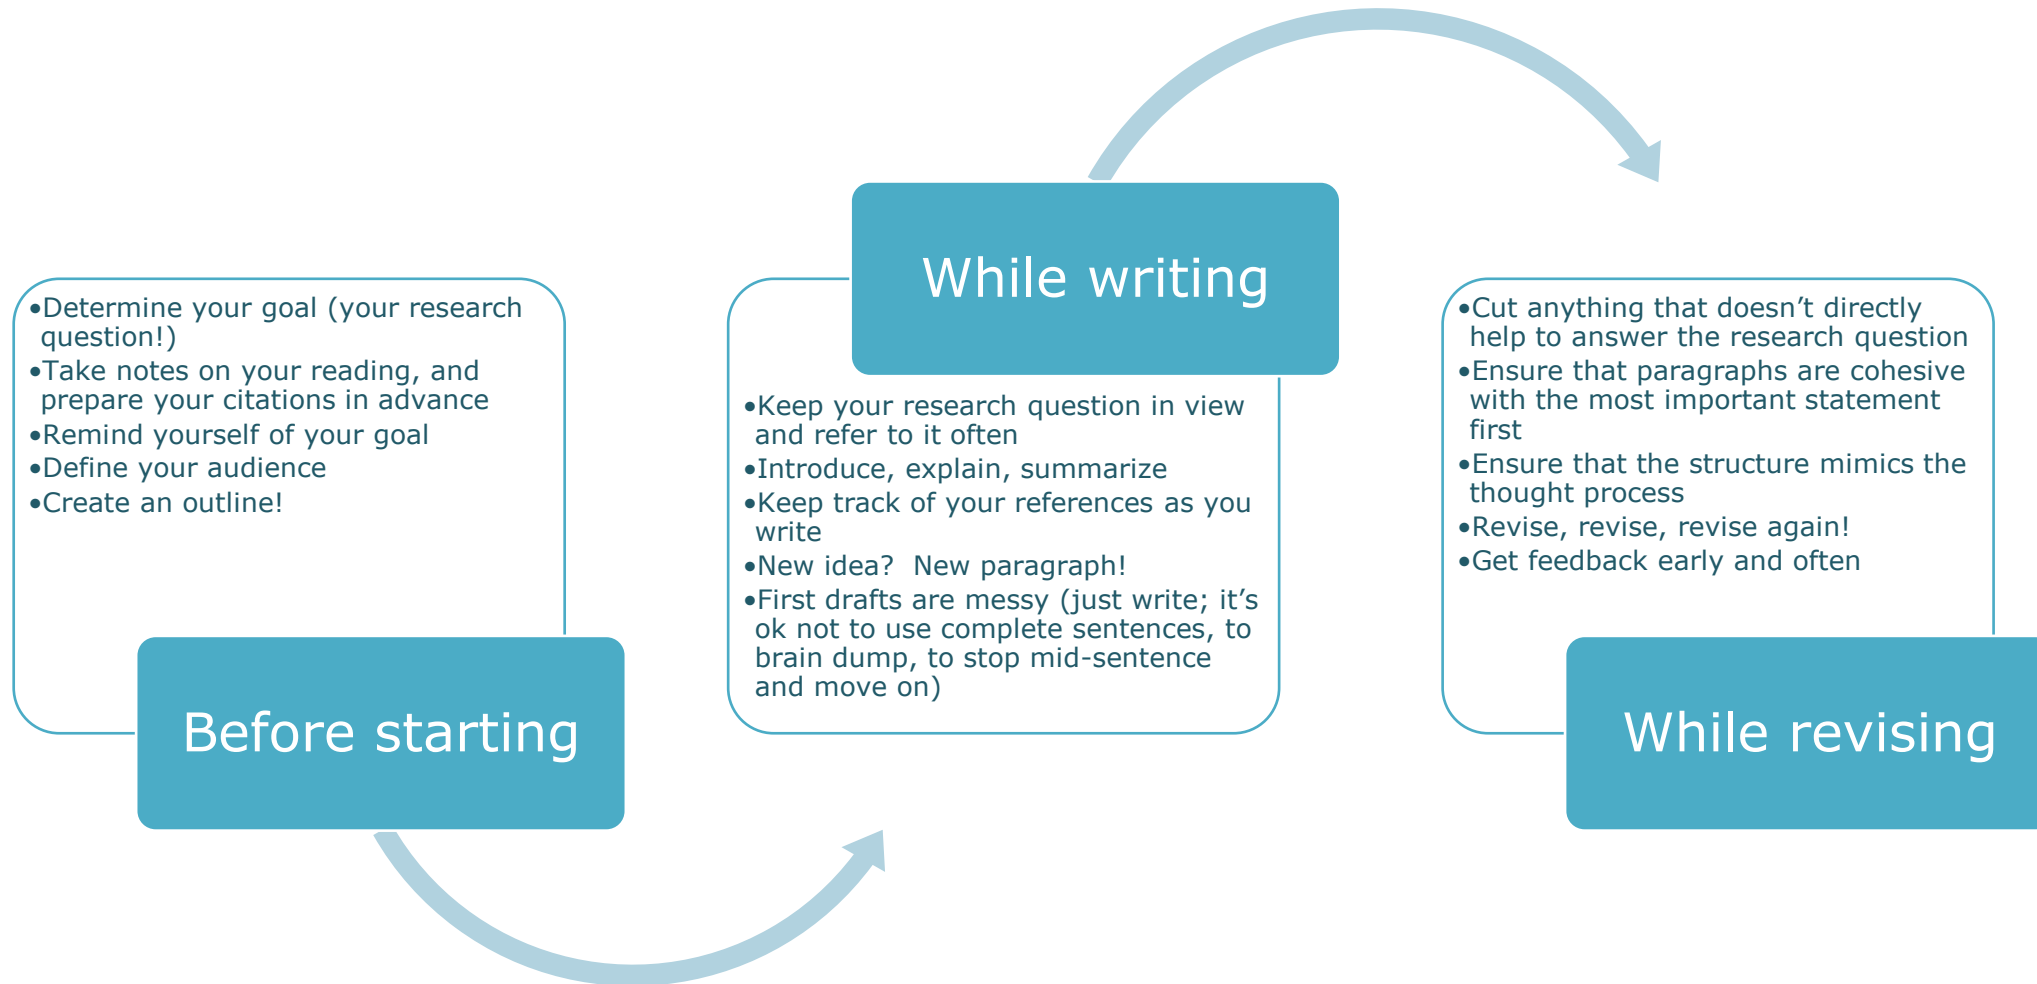 •Determine your goal (your research
question!)
•Take notes on your reading, and
prepare your citations in advance
•Remind yourself of your goal
•Define your audience
•Create an outline!
Before starting
While writing
•Keep your research question in view
and refer to it often
•Introduce, explain, summarize
•Keep track of your references as you
write
•New idea?  New paragraph!
•First drafts are messy (just write; it’s
ok not to use complete sentences, to
brain dump, to stop mid-sentence
and move on)
•Cut anything that doesn’t directly
help to answer the research question
•Ensure that paragraphs are cohesive
with the most important statement
first
•Ensure that the structure mimics the
thought process
•Revise, revise, revise again!
•Get feedback early and often
While revising